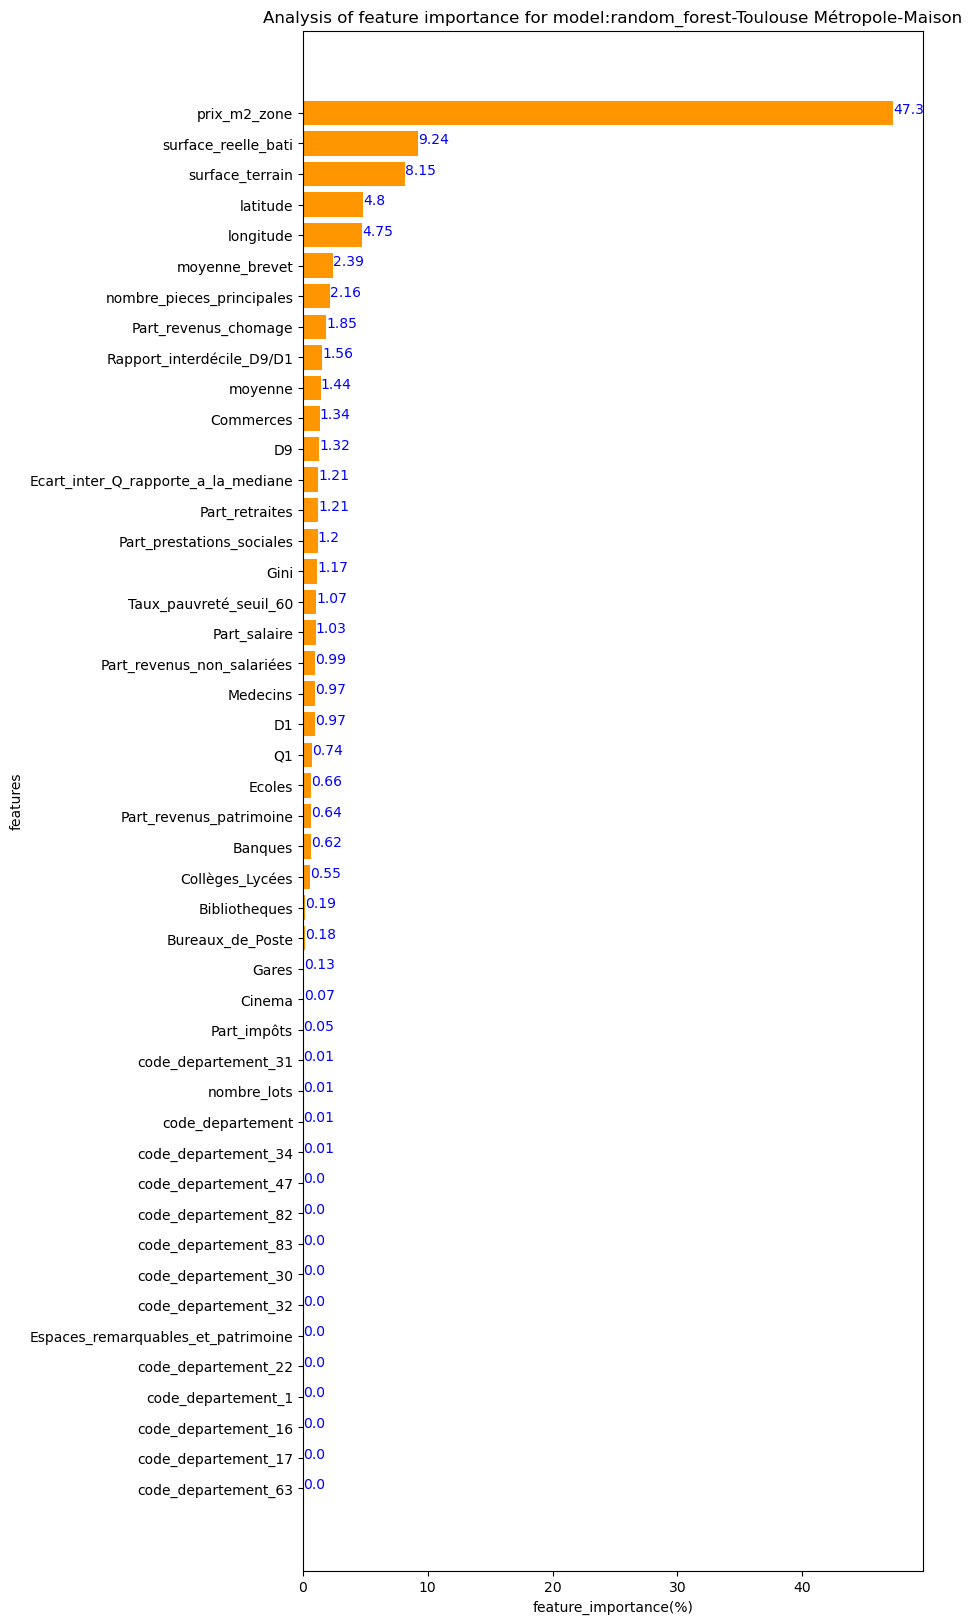 Analysis of feature importance for model:random_forest-Toulouse Métropole-Maison
prix_m2_zone 47.3
surface_reelle_bati 9.24
surface_terrain 8.15
latitude 4.8
longitude 4.75
moyenne_brevet 2.39
nombre_pieces_principales 2.16
Part_revenus_chomage 1.85
Rapport_interdécile_D9/D1 1.56
moyenne 1.44
Commerces 1.34
D9 1.32
Ecart_inter_Q_rapporte_a_la_mediane 1.21
Part_retraites 1.21
Part_prestations_sociales 1.2
Gini 1.17
Taux_pauvreté_seuil_60 1.07
Part_salaire 1.03
Part_revenus_non_salariées 0.99
Medecins 0.97
D1 0.97
Q1 0.74
Ecoles 0.66
Part_revenus_patrimoine 0.64
Banques 0.62
Collèges_Lycées 0.55
Bibliotheques 0.19
Bureaux_de_Poste 0.18
Gares 0.13
Cinema 0.07
Part_impôts 0.05
code_departement_31 0.01
nombre_lots 0.01
code_departement 0.01
code_departement_34 0.01
code_departement_47 0.0
code_departement_82 0.0
code_departement_83 0.0
code_departement_30 0.0
code_departement_32 0.0
Espaces_remarquables_et_patrimoine 0.0
code_departement_22 0.0
code_departement_1 0.0
code_departement_16 0.0
code_departement_17 0.0
code_departement_63 0.0
features
0 10 20 30 40
feature_importance(%)